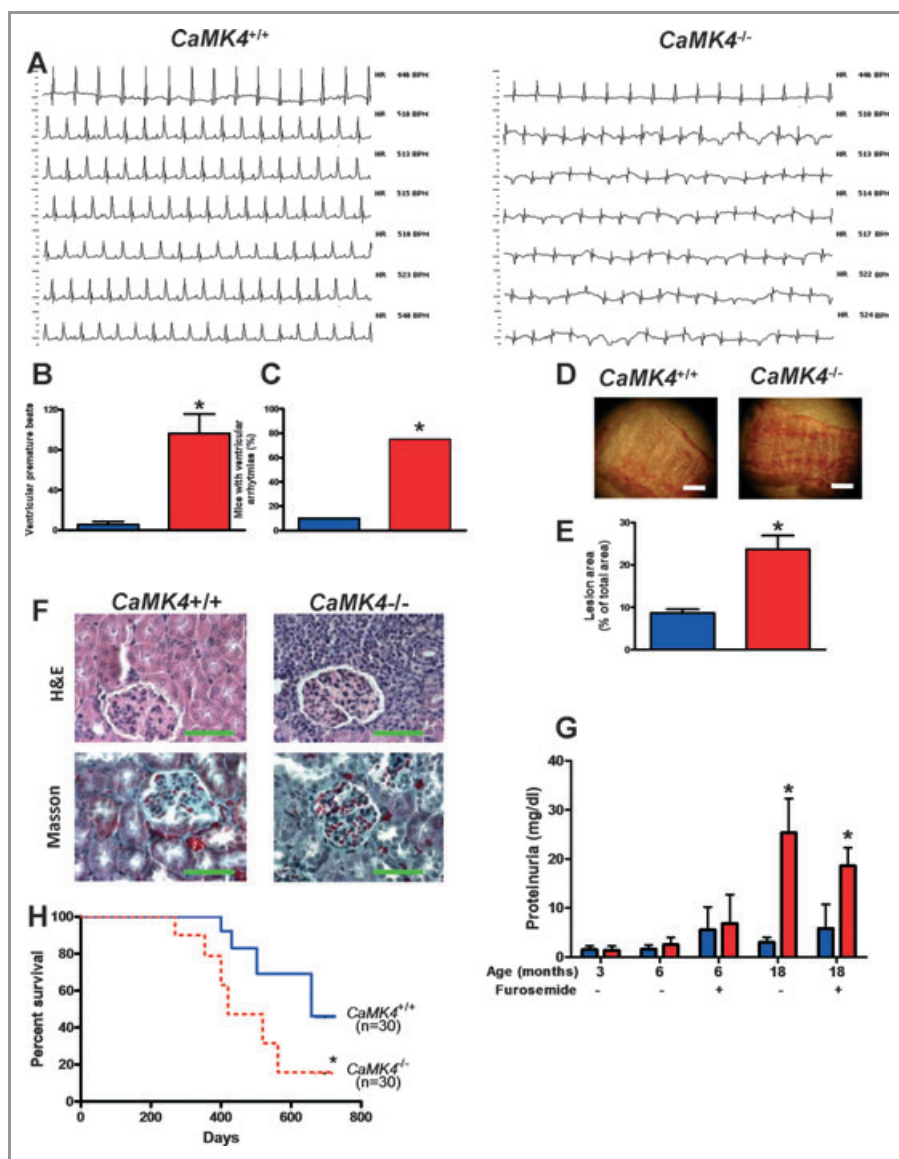 CaMK4+/+
CaMK4-/-
A
HR 446 BPM
HR 510 BPM
HR 513 BPM
HR 515 BPM
HR 518 BPM
HR 523 BPM
HR 540 BPM
HR 446 BPM
HR 510 BPM
HR 513 BPM
HR 514 BPM
HR 517 BPM
HR 522 BPM
HR 524 BPM
B
Ventricular premature beats
120
80
40
0
*
C
Mice with ventricular
arrhytmias (%)
80
40
0
*
D
CaMK4+/+
CaMK4-/-
E
Lesion area
(% of total area)
30
20
10
0
*
F
CaMK4+/+
CaMK4-/-
H&E
Masson
G
Proteinuria (mg/dl)
40
30
20
10
0
*
*
Age (months) 3 6 6 18 18
Furosemide - - + - +
H
Percent survival
100
80
60
40
20
0
CaMK4+/+
(n=30)
*
CaMK4-/-
(n=30)
0 200 400 600 800
Days